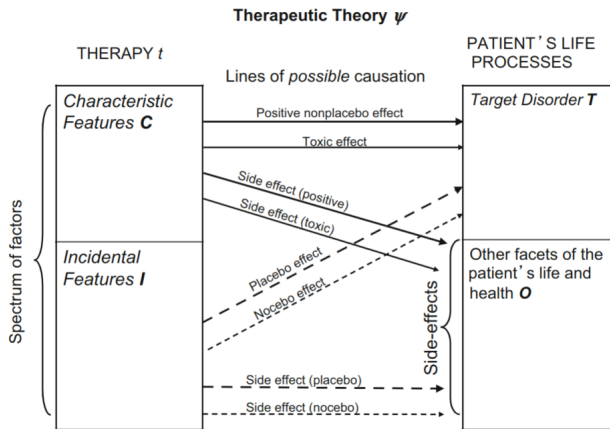 Therapeutic Theory ψ
THERAPY t
PATIENT'S LIFE
PROCESSES
Lines of possible causation
Characteristic
Features C
Target Disorder T
Positive nonplacebo effect
Toxic effect
Side effect (positive)
Side effect (toxic)
Spectrum of factors
Incidental
Features I
Placebo effect
Nocebo effect
Other facets of the
patient's life and
health O
Side-effects
Side effect (placebo)
Side effect (nocebo)